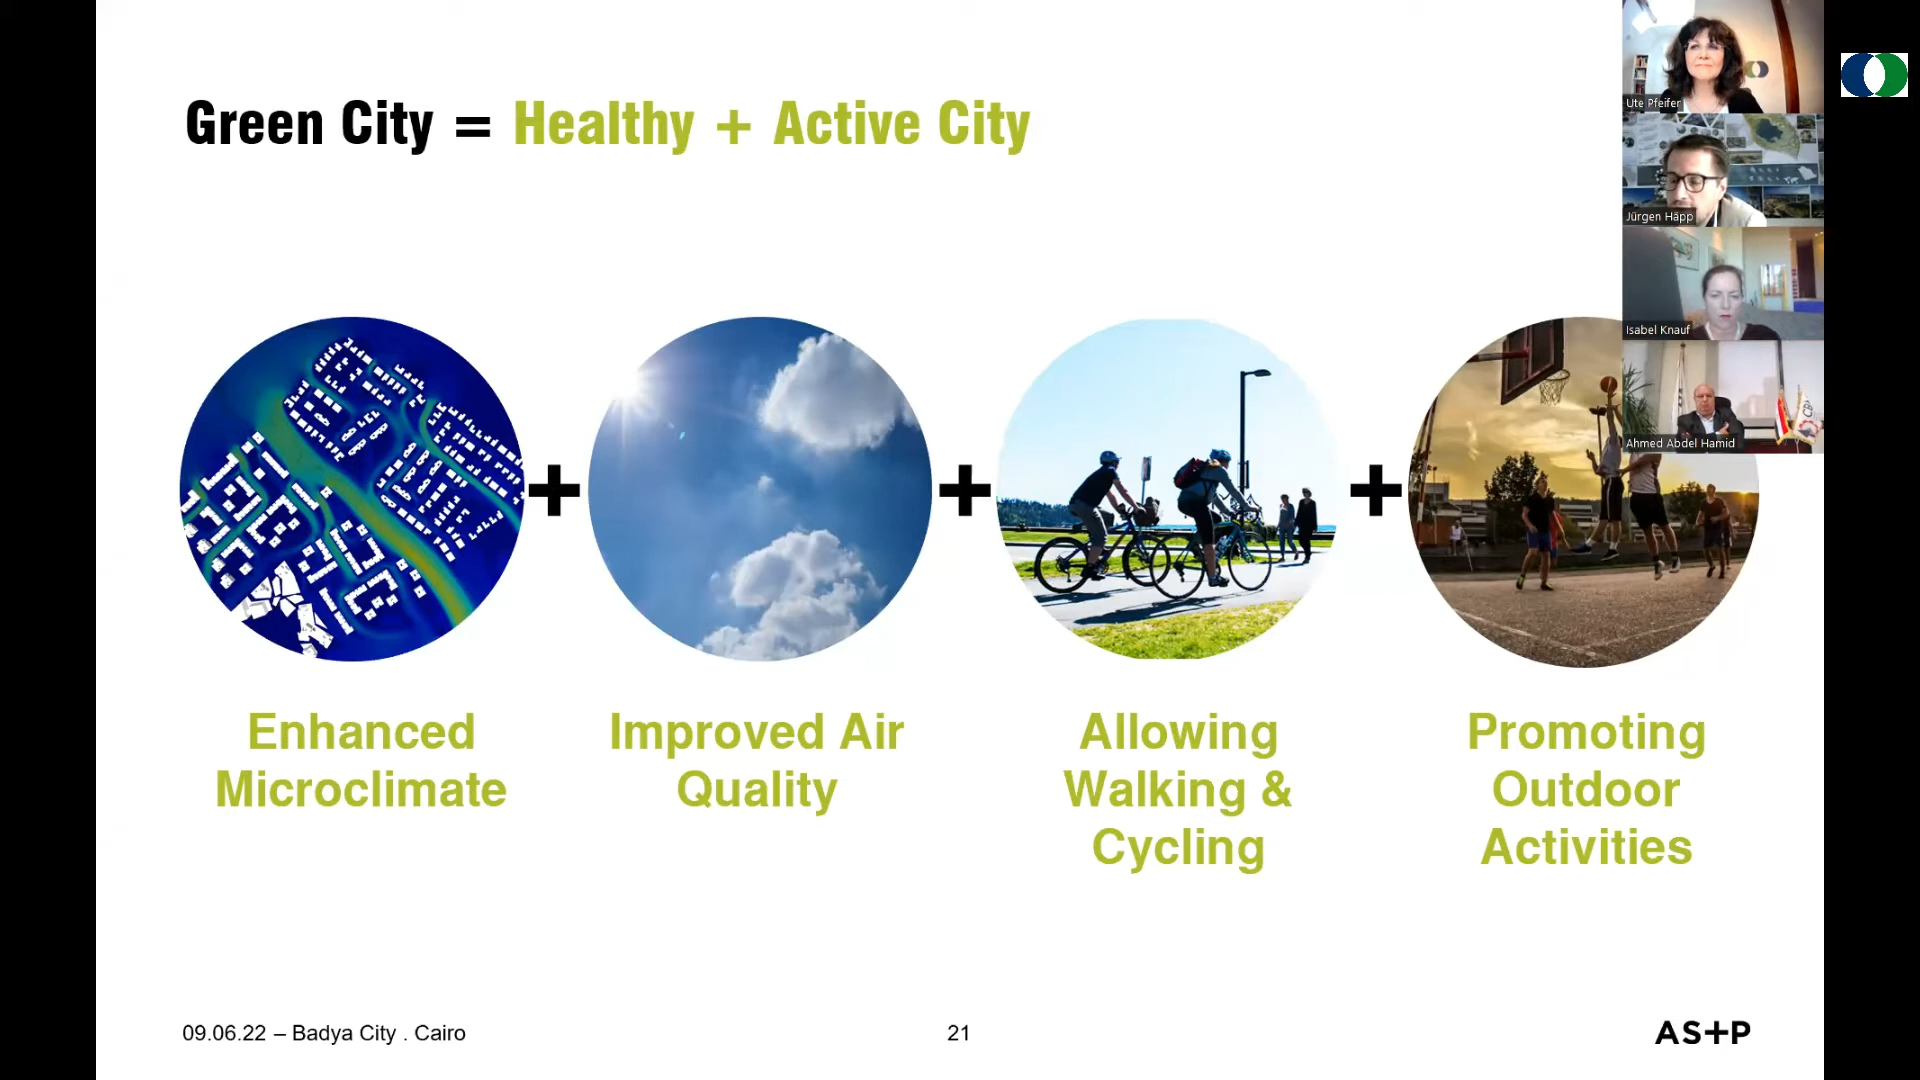 Green City = Healthy + Active City
Ute Pfeifer
Jürgen Häpp
Isabel Knauf
Ahmed Abdel Hamid
+
+
+
Enhanced
Microclimate
Improved Air
Quality
Allowing
Walking &
Cycling
Promoting
Outdoor
Activities
09.06.22 – Badya City . Cairo
21
AS+P